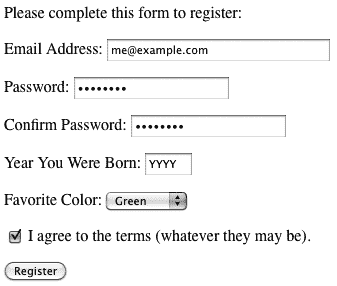 Please complete this form to register:
Email Address: me@example.com
Password: ••••••••
Confirm Password: ••••••••
Year You Were Born: YYYY
Favorite Color: Green
I agree to the terms (whatever they may be).
Register